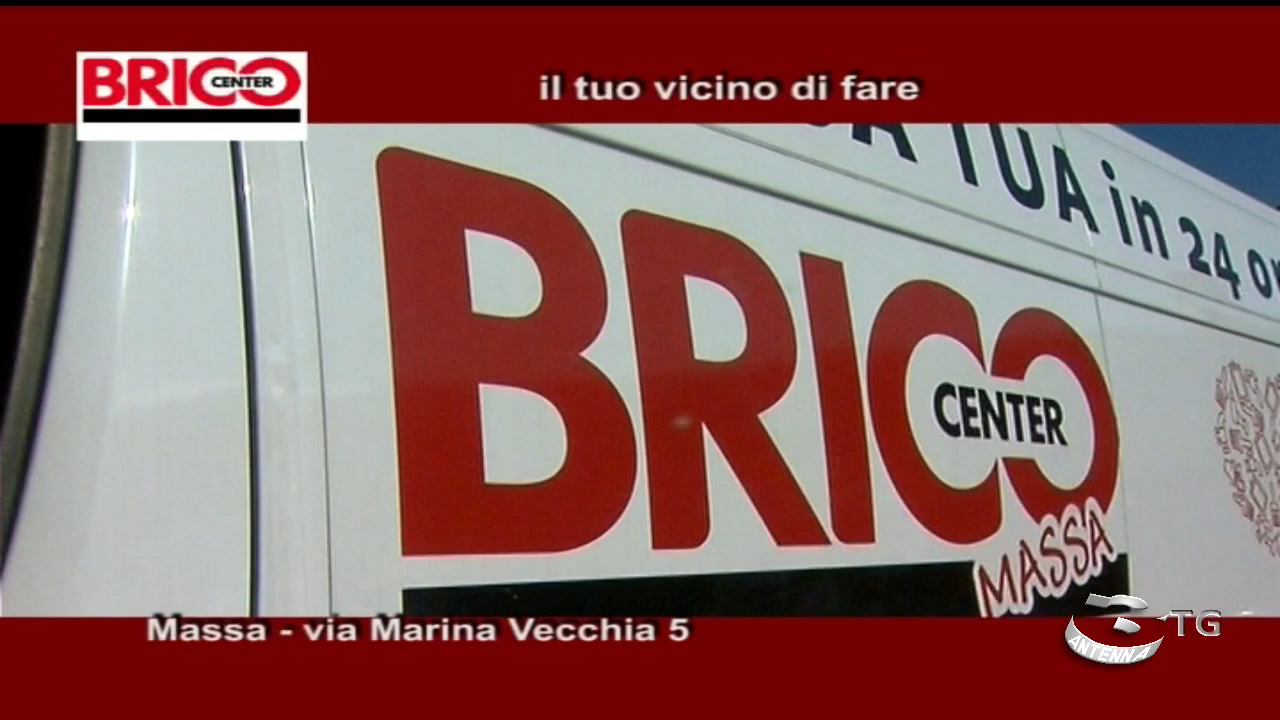 BRICO CENTER
il tuo vicino di fare
TUA in 24
BRICO
CENTER
MASSA
Massa - via Marina Vecchia 5
3 TG
ANTENNA